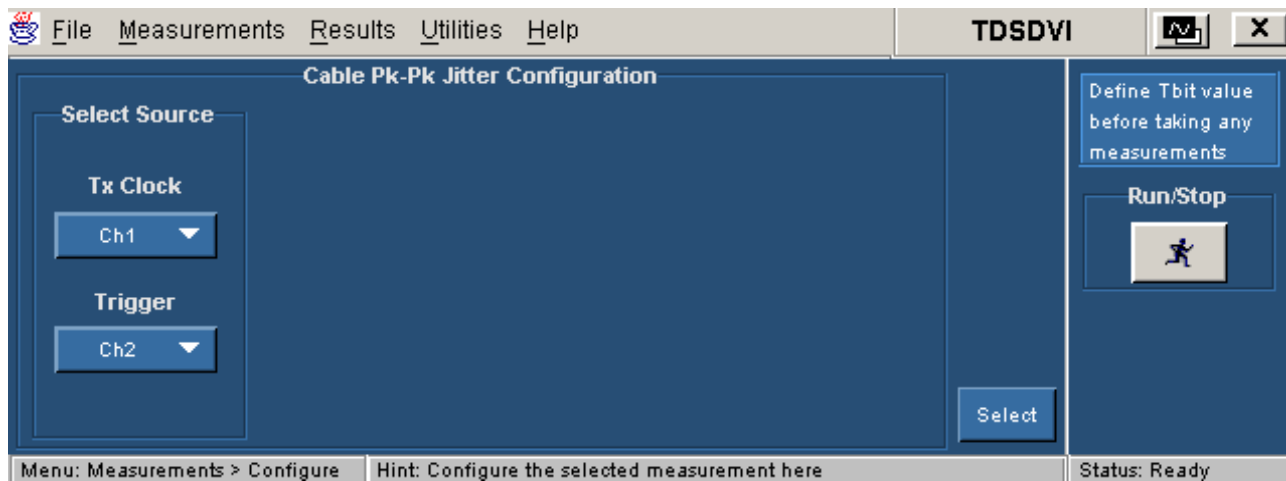 File Measurements Results Utilities Help
TDSDVI
X
Cable Pk-Pk Jitter Configuration
Select Source
Tx Clock
Ch1
Trigger
Ch2
Select
Define Tbit value
before taking any
measurements
Run/Stop
Menu: Measurements > Configure
Hint: Configure the selected measurement here
Status: Ready